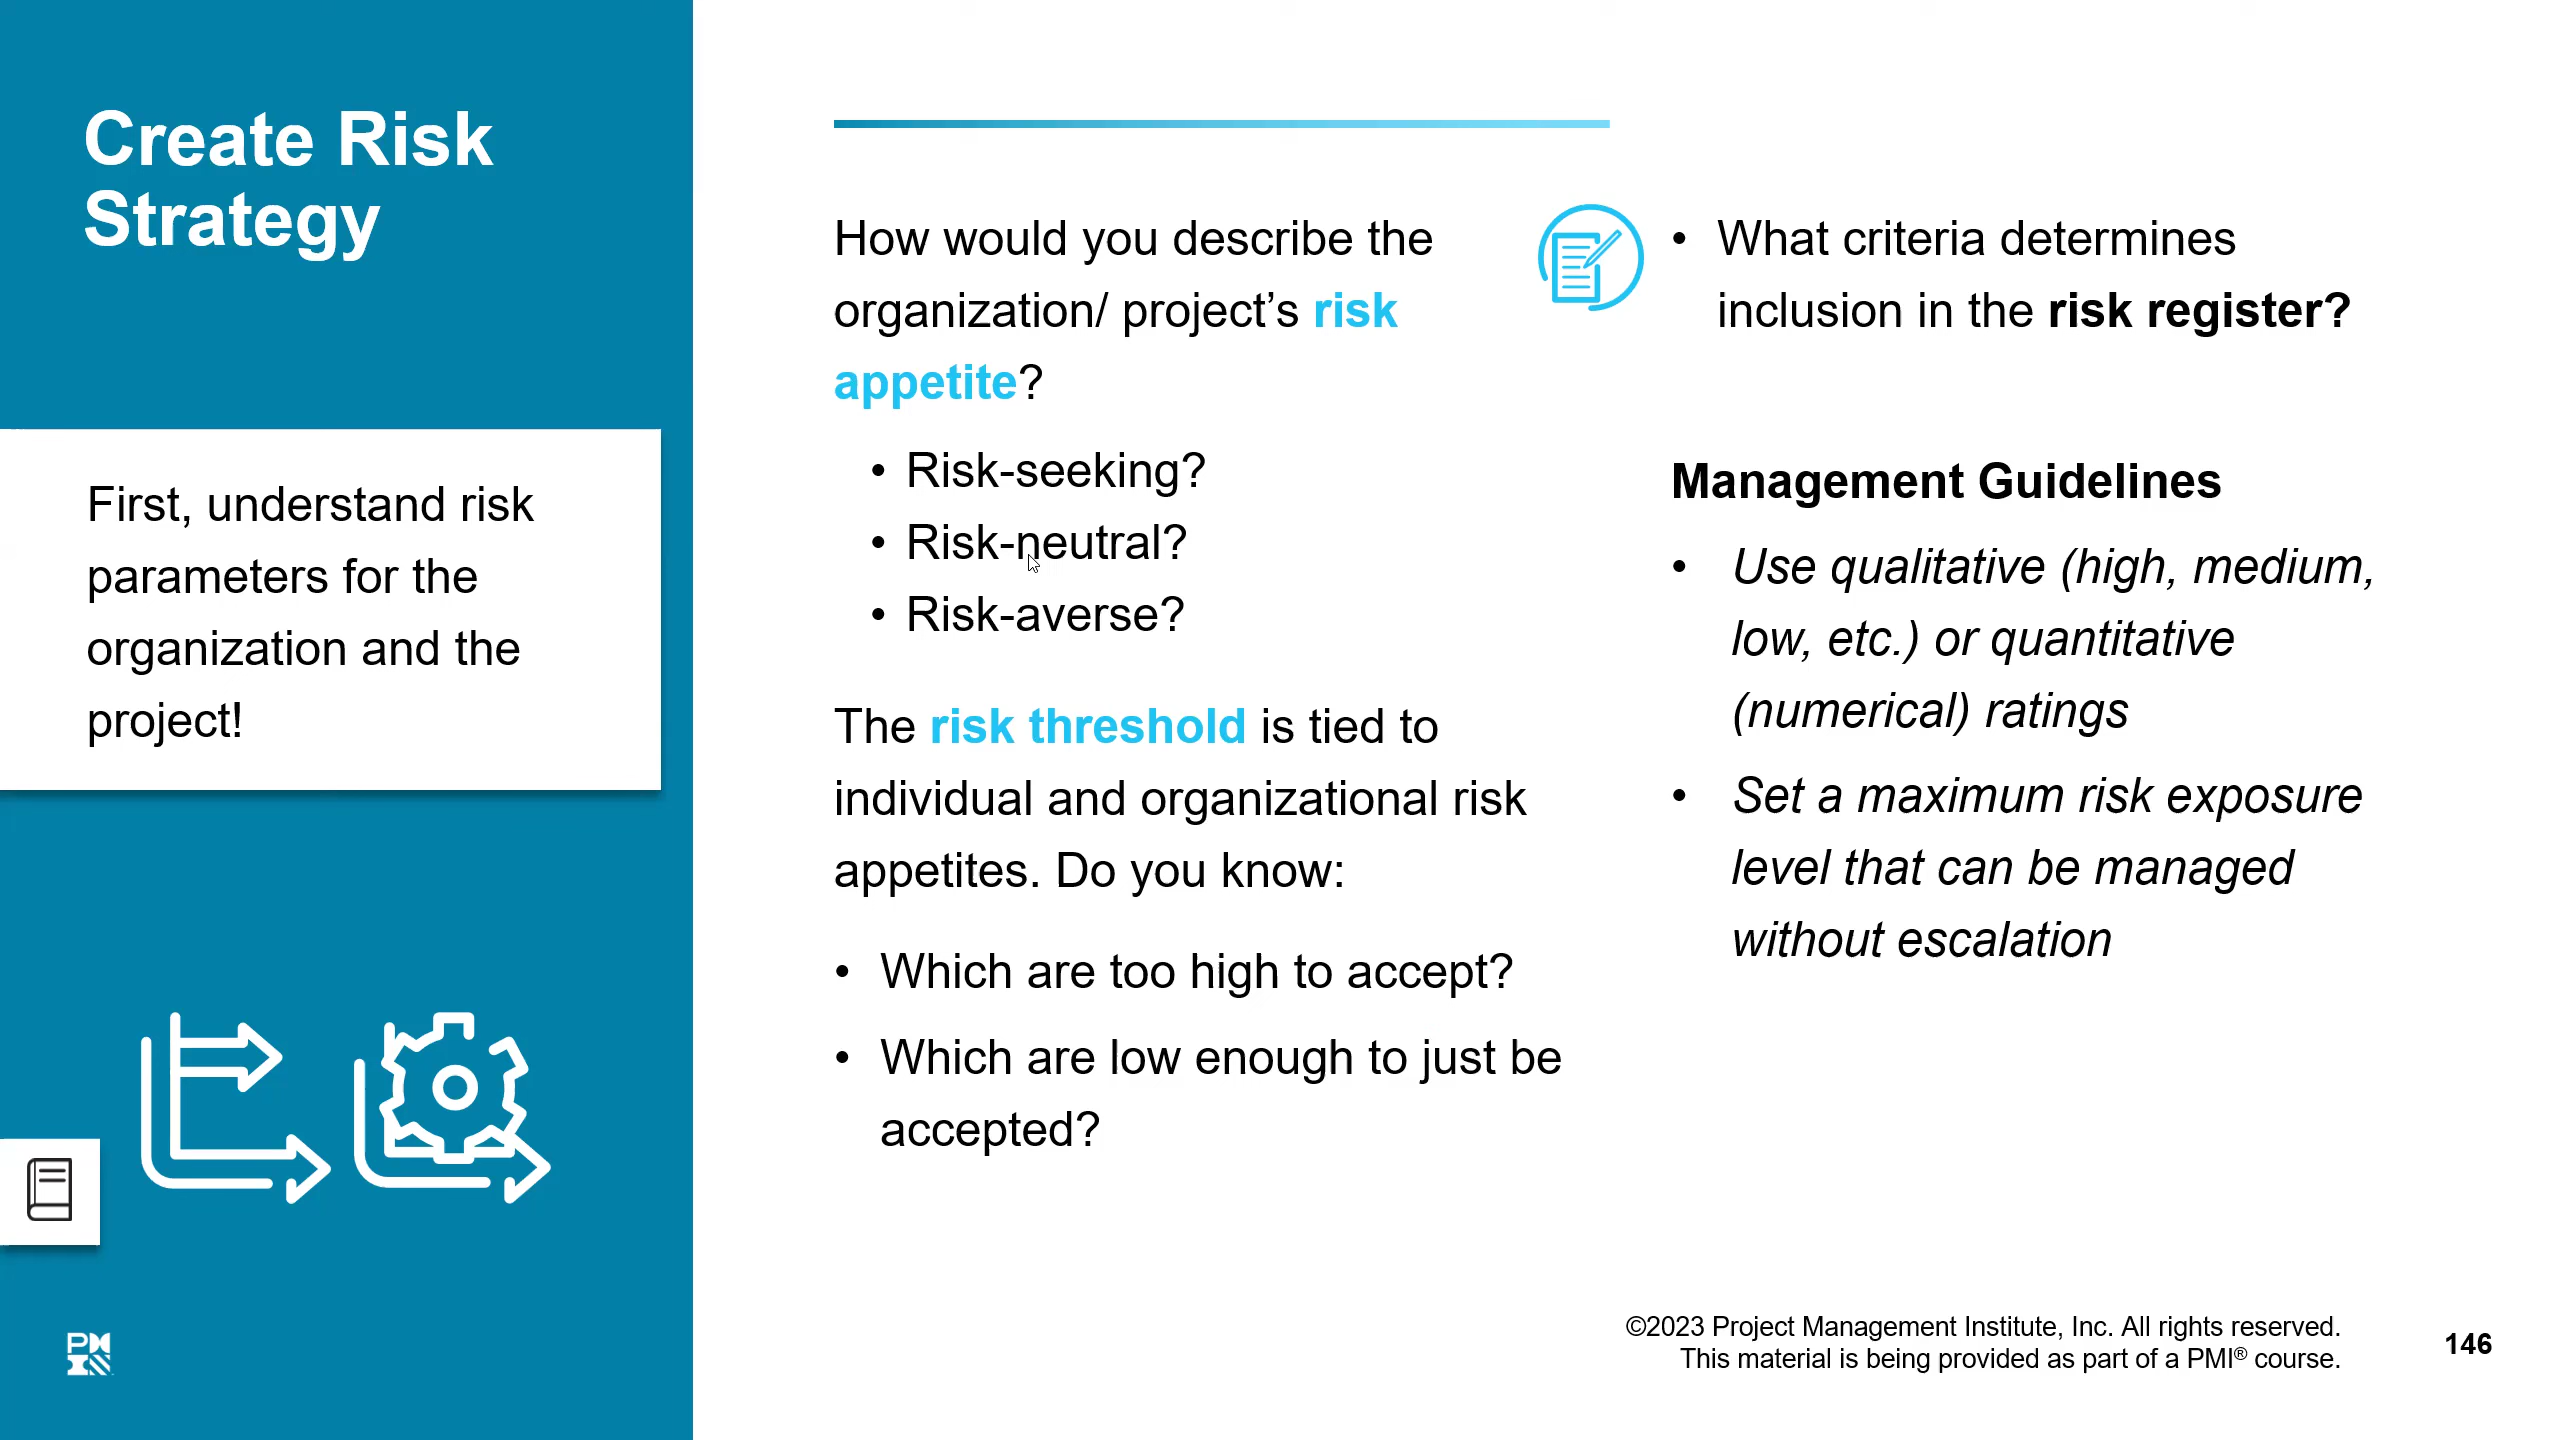 Create Risk
Strategy
First, understand risk
parameters for the
organization and the
project!
How would you describe the
organization/ project’s risk
appetite?
• Risk-seeking?
• Risk-neutral?
• Risk-averse?
The risk threshold is tied to
individual and organizational risk
appetites. Do you know:
• Which are too high to accept?
• Which are low enough to just be
accepted?
• What criteria determines
inclusion in the risk register?
Management Guidelines
• Use qualitative (high, medium,
low, etc.) or quantitative
(numerical) ratings
• Set a maximum risk exposure
level that can be managed
without escalation
©2023 Project Management Institute, Inc. All rights reserved.
This material is being provided as part of a PMI® course.
146